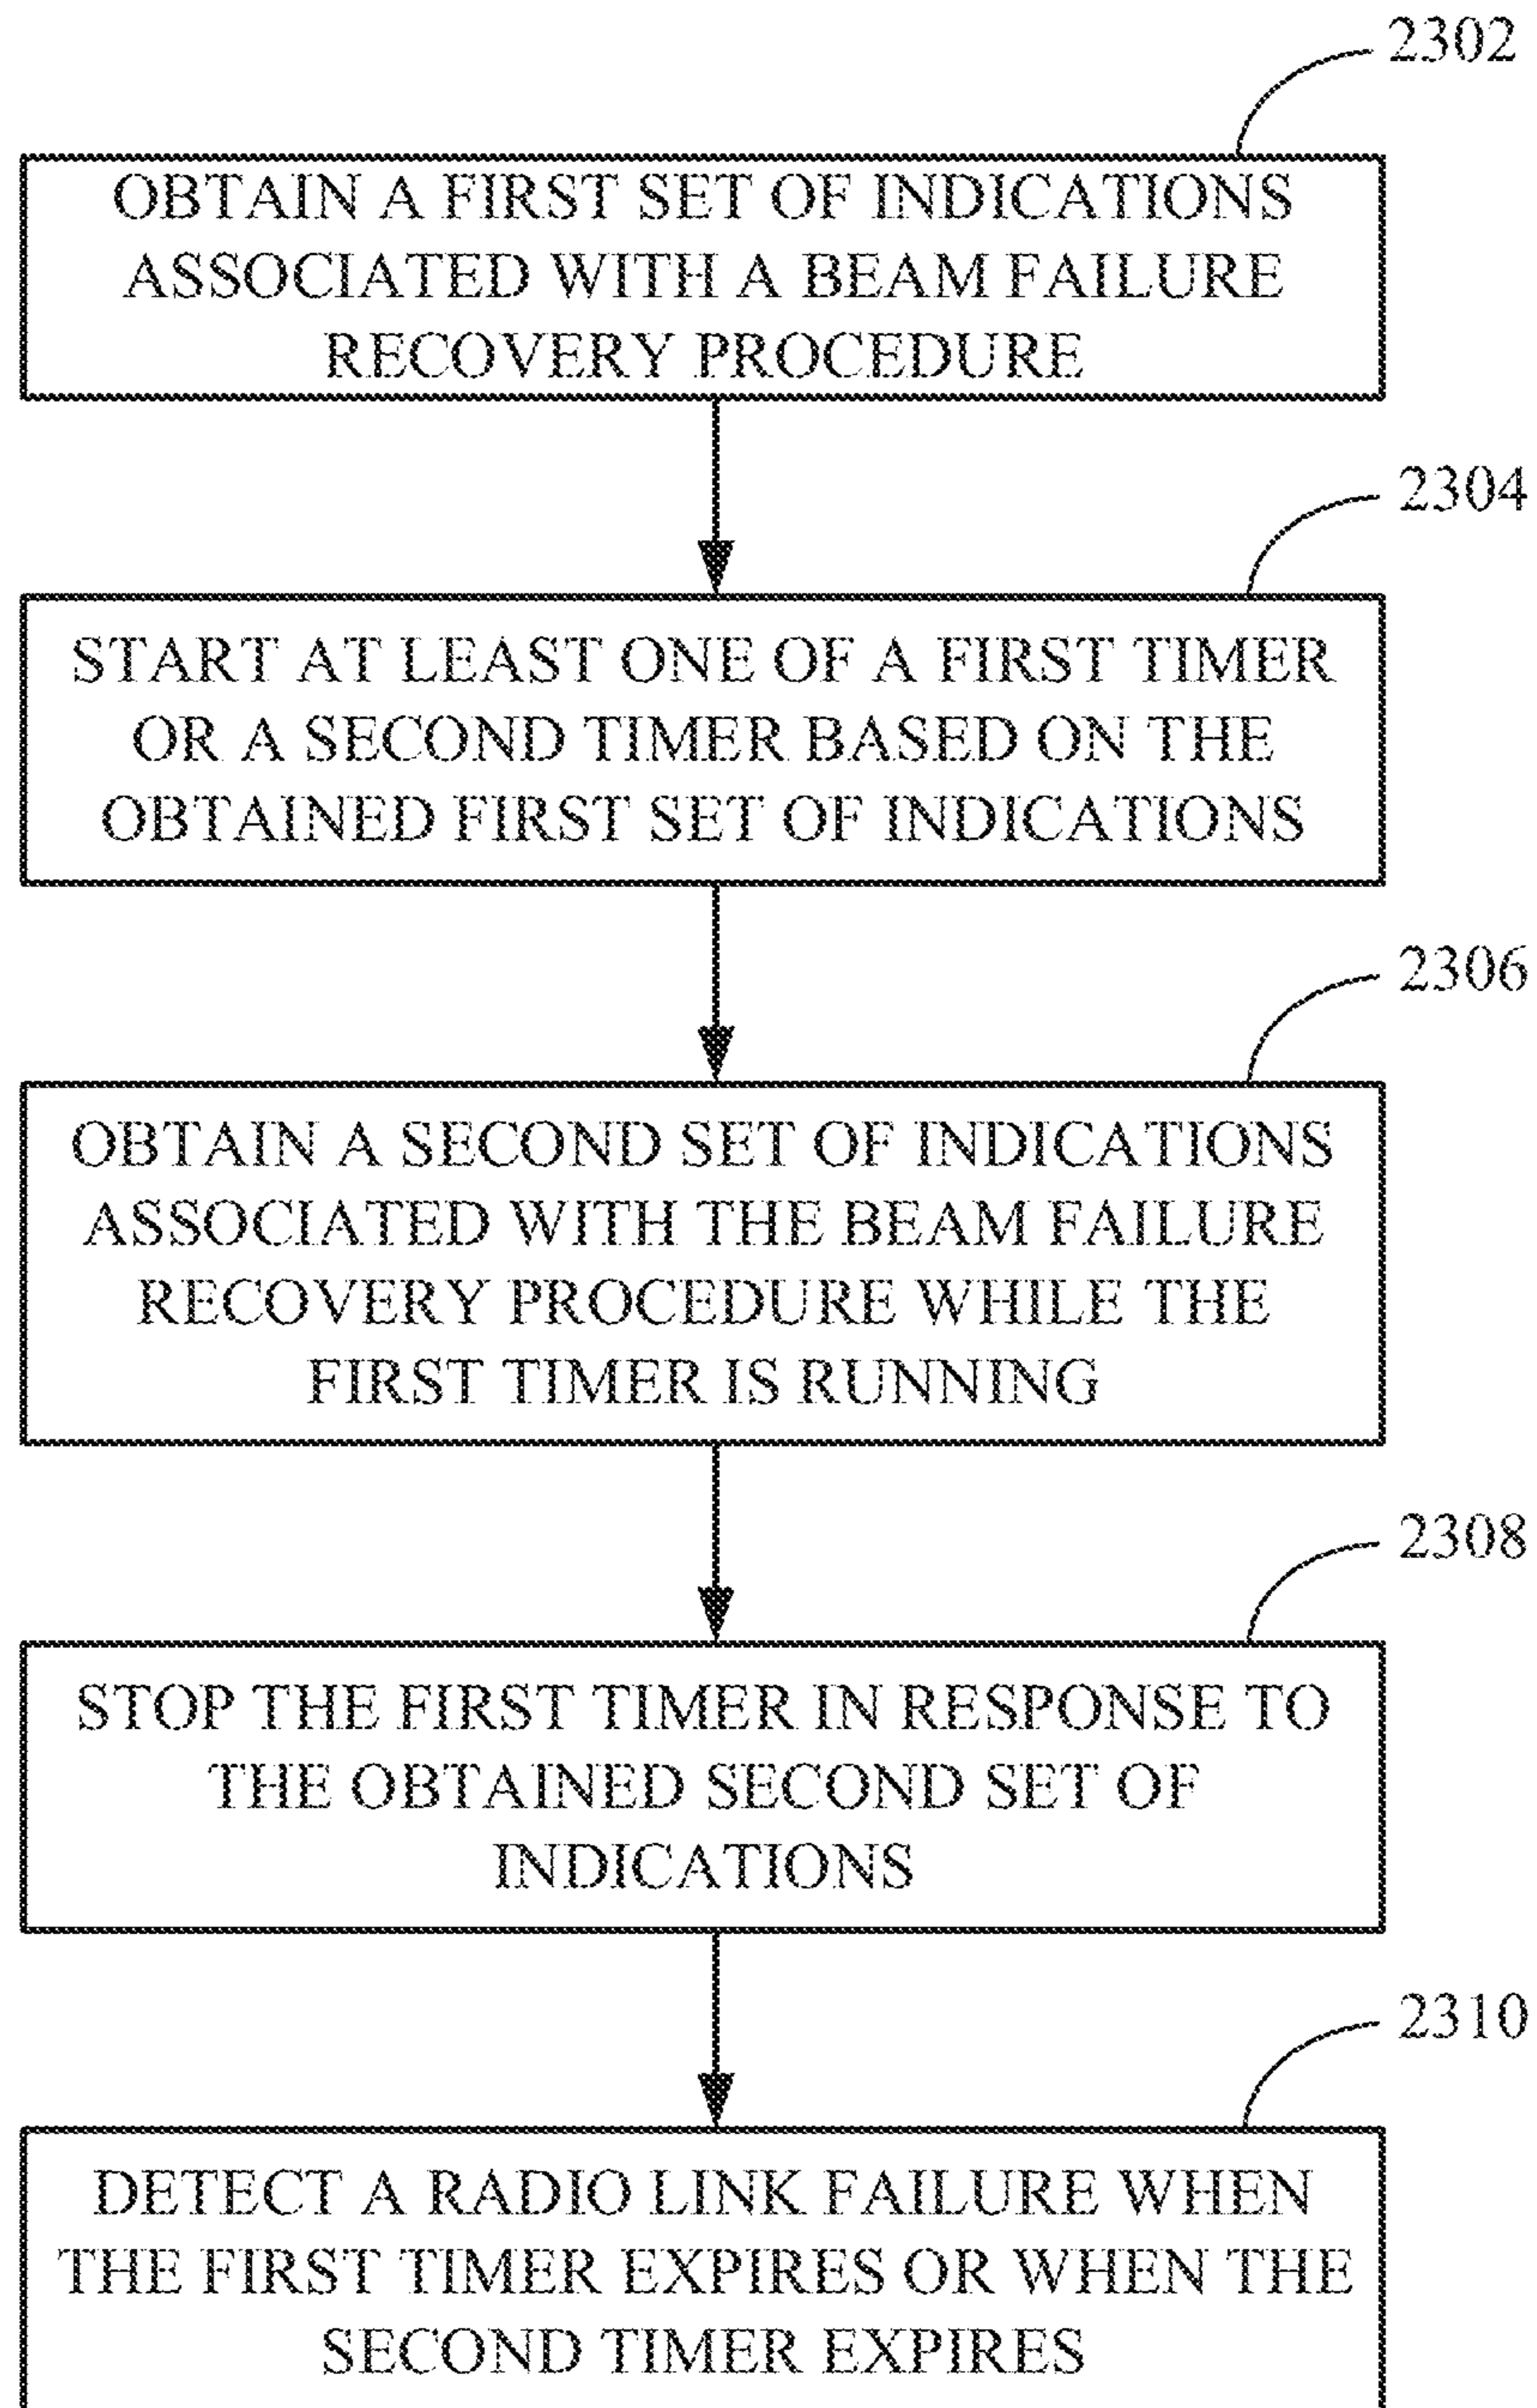 2302
OBTAIN A FIRST SET OF INDICATIONS
ASSOCIATED WITH A BEAM FAILURE
RECOVERY PROCEDURE
2304
START AT LEAST ONE OF A FIRST TIMER
OR A SECOND TIMER BASED ON THE
OBTAINED FIRST SET OF INDICATIONS
2306
OBTAIN A SECOND SET OF INDICATIONS
ASSOCIATED WITH THE BEAM FAILURE
RECOVERY PROCEDURE WHILE THE
FIRST TIMER IS RUNNING
2308
STOP THE FIRST TIMER IN RESPONSE TO
THE OBTAINED SECOND SET OF
INDICATIONS
2310
DETECT A RADIO LINK FAILURE WHEN
THE FIRST TIMER EXPIRES OR WHEN THE
SECOND TIMER EXPIRES